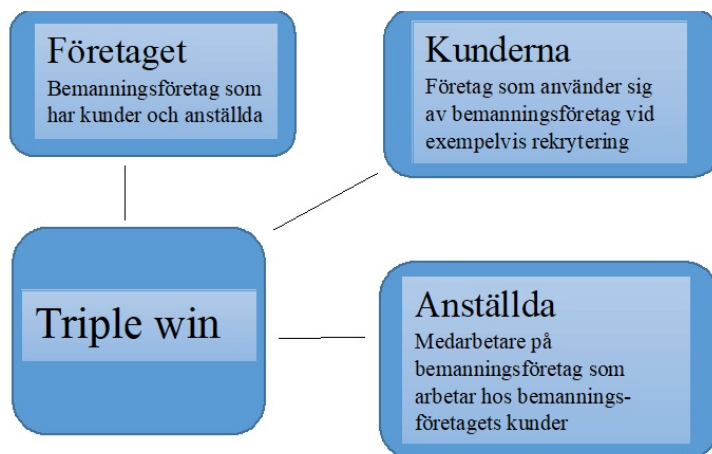 Företaget
Bemanningsföretag som
har kunder och anställda
Kunderna
Företag som använder sig
av bemanningsföretag vid
exempelvis rekrytering
Triple win
Anställda
Medarbetare på
bemanningsföretag som
arbetar hos bemannings-
företagets kunder